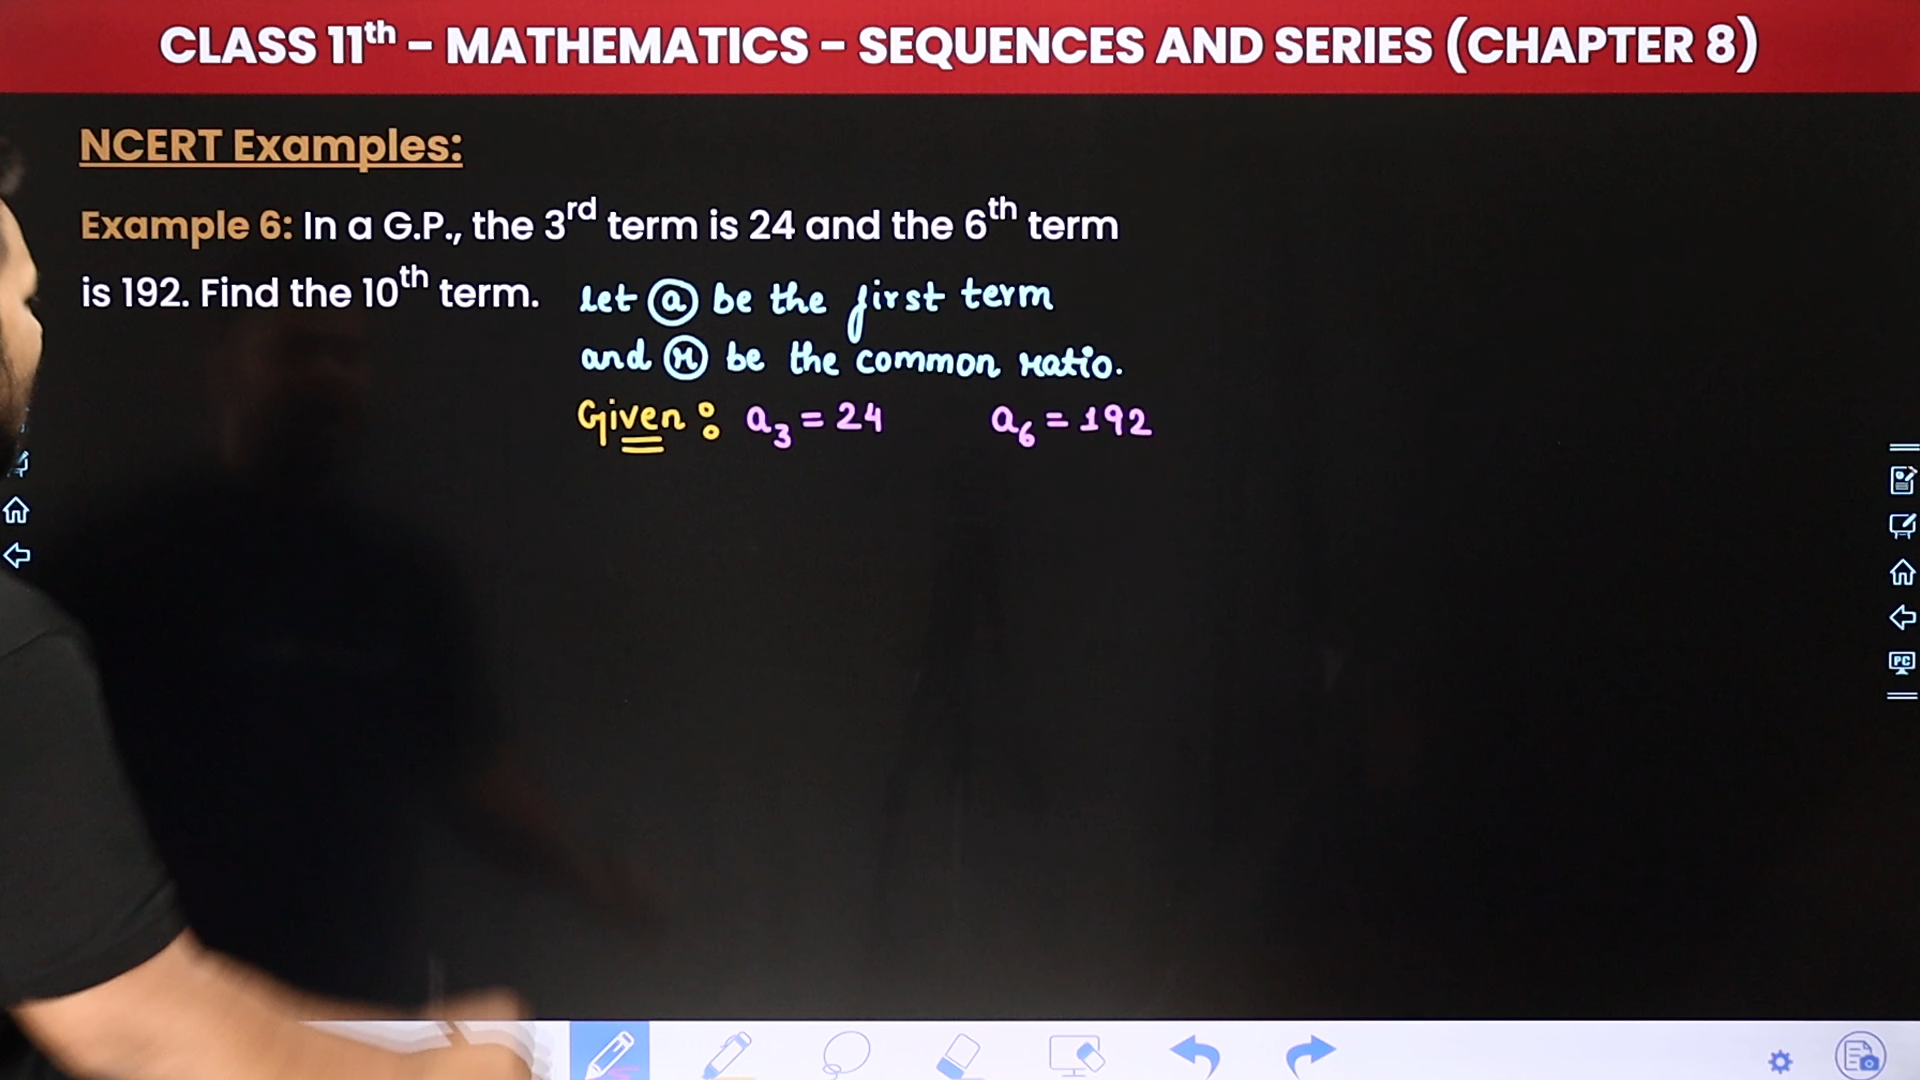 CLASS 11th – MATHEMATICS – SEQUENCES AND SERIES (CHAPTER 8)
NCERT Examples:
Example 6: In a G.P., the 3rd term is 24 and the 6th term
is 192. Find the 10th term.
Let a be the first term
and r be the common ratio.
Given : a3 = 24 a6 = 192
PC